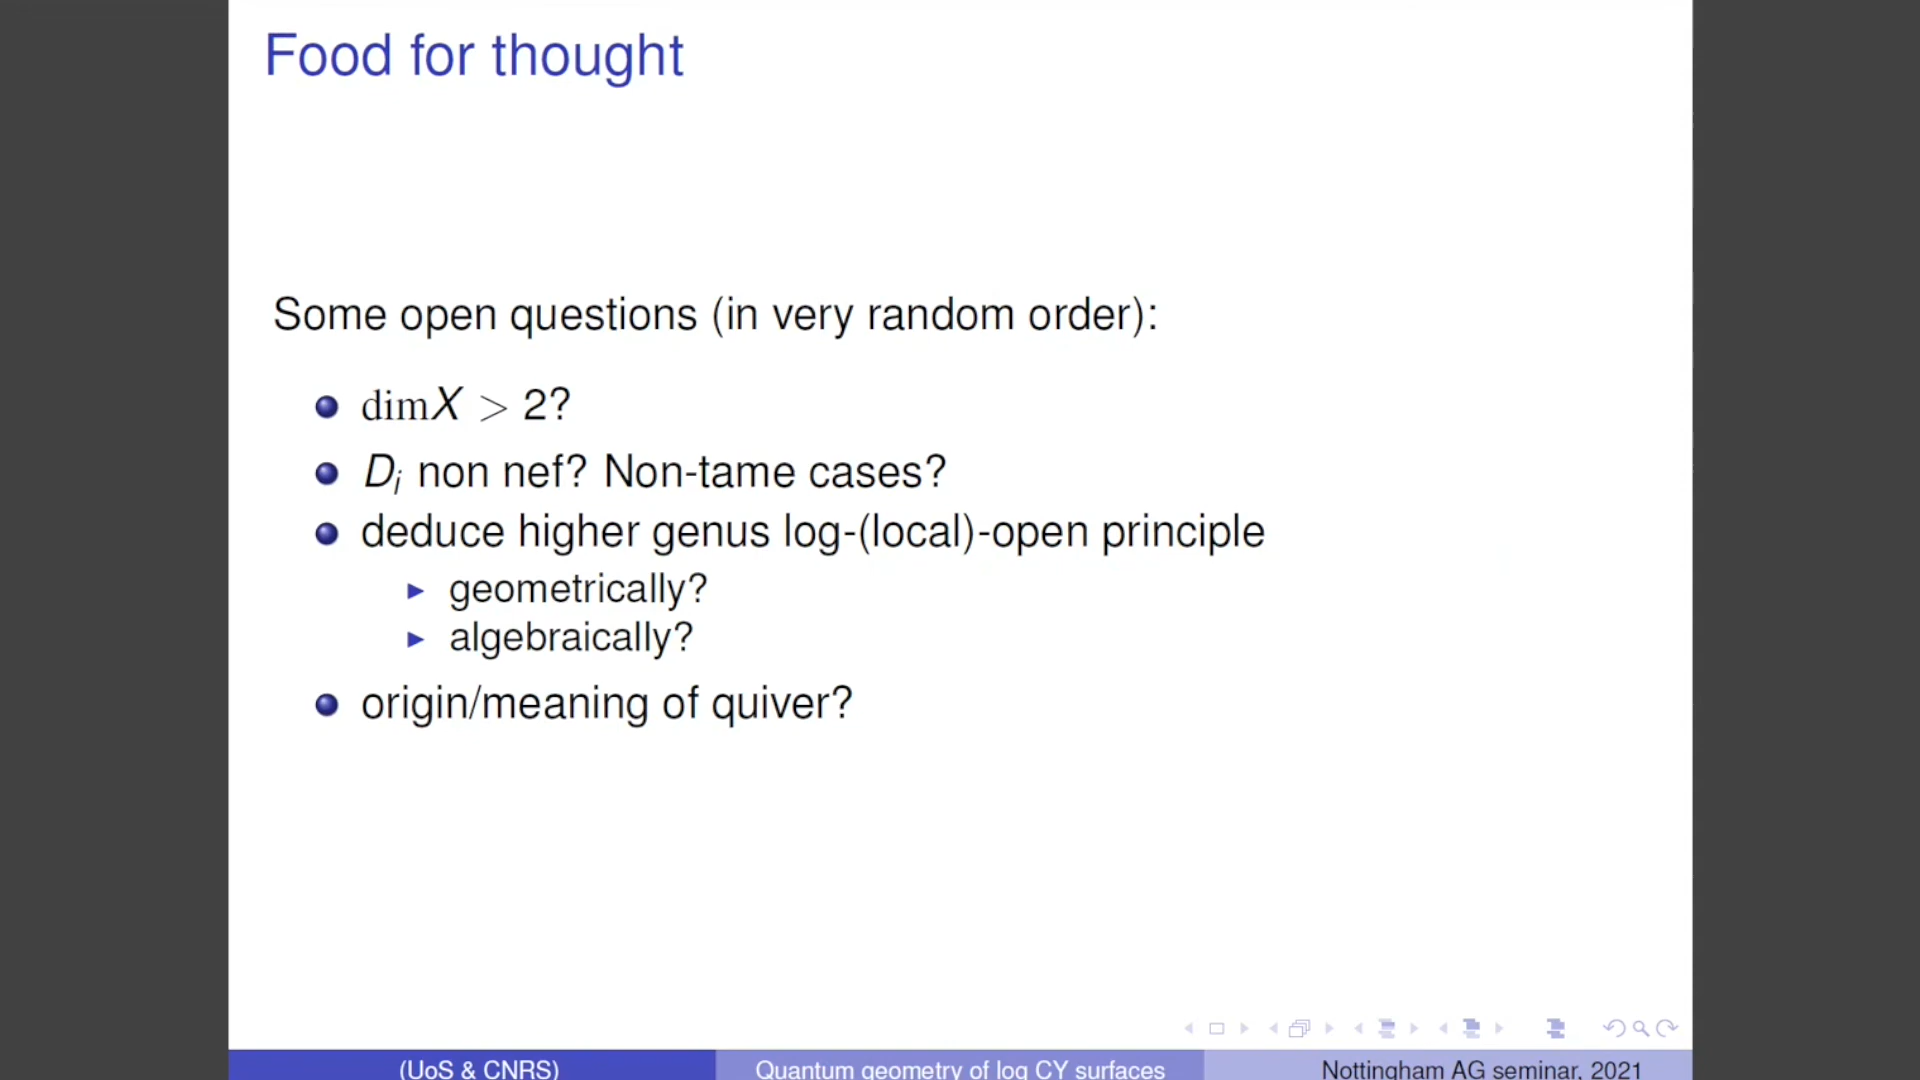 Food for thought
Some open questions (in very random order):
dimX > 2?
D_i non nef? Non-tame cases?
deduce higher genus log-(local)-open principle
geometrically?
algebraically?
origin/meaning of quiver?
(UoS & CNRS) Quantum geometry of log CY surfaces Nottingham AG seminar, 2021